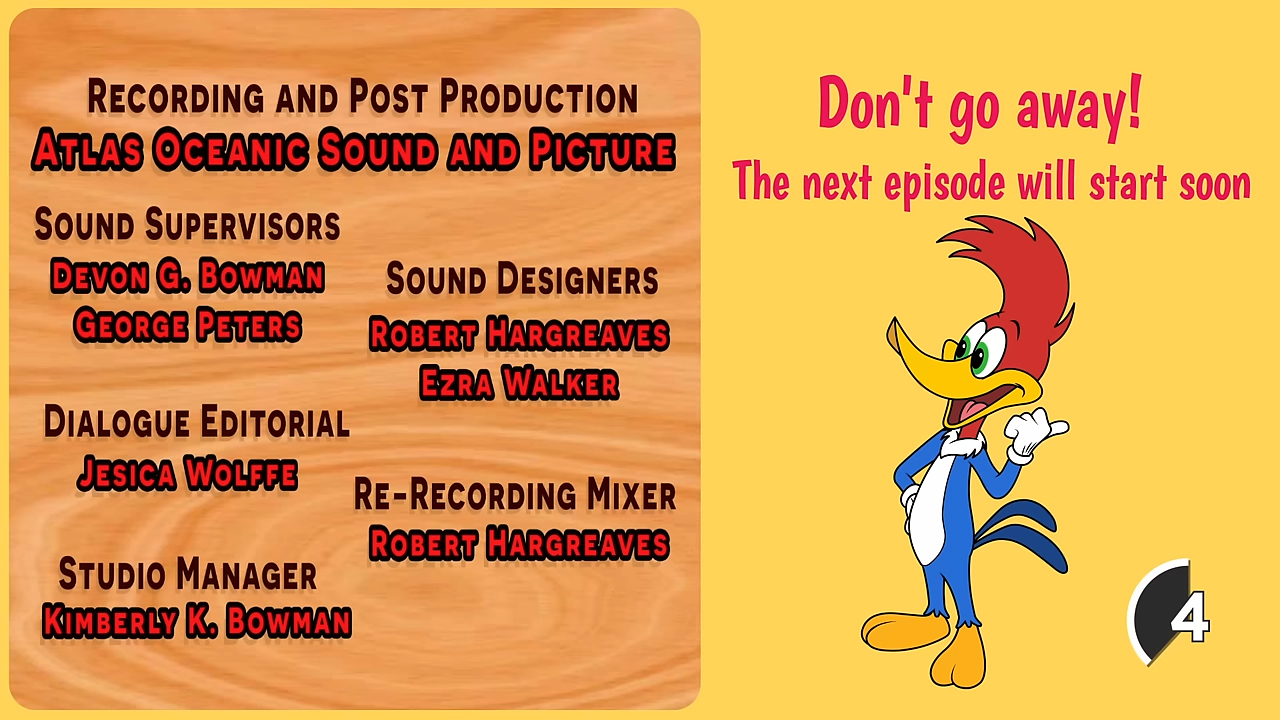 Recording and Post Production
Atlas Oceanic Sound and Picture
Sound Supervisors
Devon G. Bowman
George Peters
Sound Designers
Robert Hargreaves
Ezra Walker
Dialogue Editorial
Jesica Wolffe
Re-Recording Mixer
Robert Hargreaves
Studio Manager
Kimberly K. Bowman
Don't go away!
The next episode will start soon
4